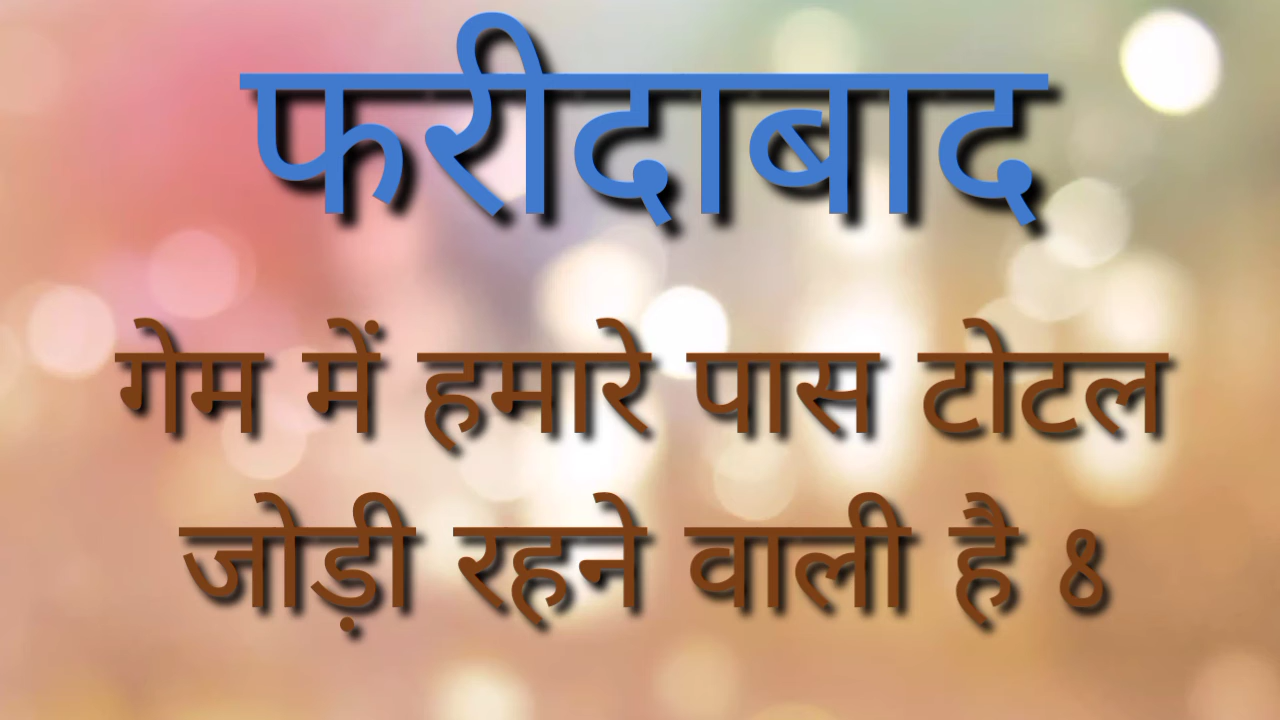 फरीदाबाद
गेम में हमारे पास टोटल
जोड़ी रहने वाली है 8